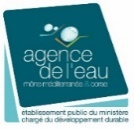 agence
de l'eau
rhône méditerranée & corse
établissement public du ministère
chargé du développement durable